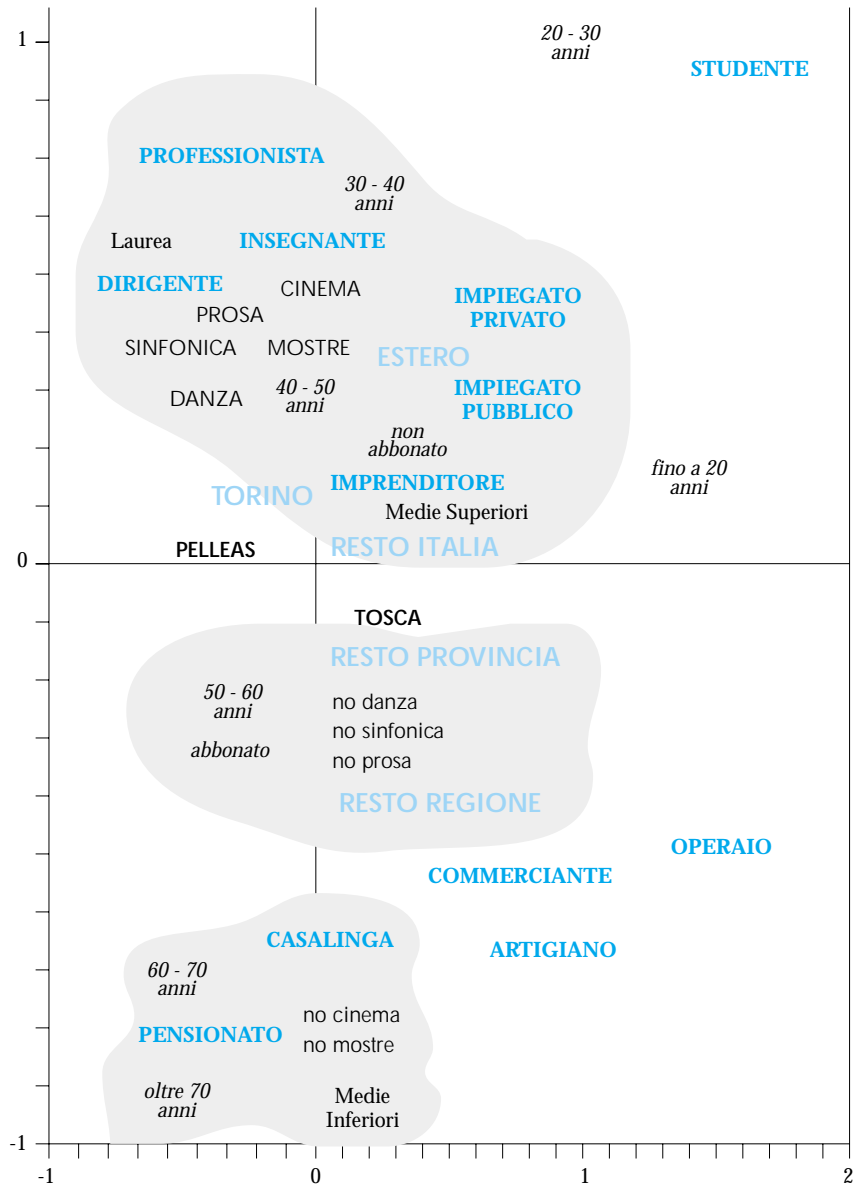 1
20 - 30
anni
STUDENTE
PROFESSIONISTA
30 - 40
anni
Laurea
INSEGNANTE
DIRIGENTE
CINEMA
IMPIEGATO
PRIVATO
PROSA
SINFONICA
MOSTRE
ESTERO
DANZA
40 - 50
anni
IMPIEGATO
PUBBLICO
non
abbonato
fino a 20
anni
TORINO
IMPRENDITORE
Medie Superiori
PELLEAS
RESTO ITALIA
0
TOSCA
RESTO PROVINCIA
50 - 60
anni
abbonato
no danza
no sinfonica
no prosa
RESTO REGIONE
OPERAIO
COMMERCIANTE
CASALINGA
ARTIGIANO
60 - 70
anni
PENSIONATO
no cinema
no mostre
oltre 70
anni
Medie
Inferiori
-1
-1 0 1 2